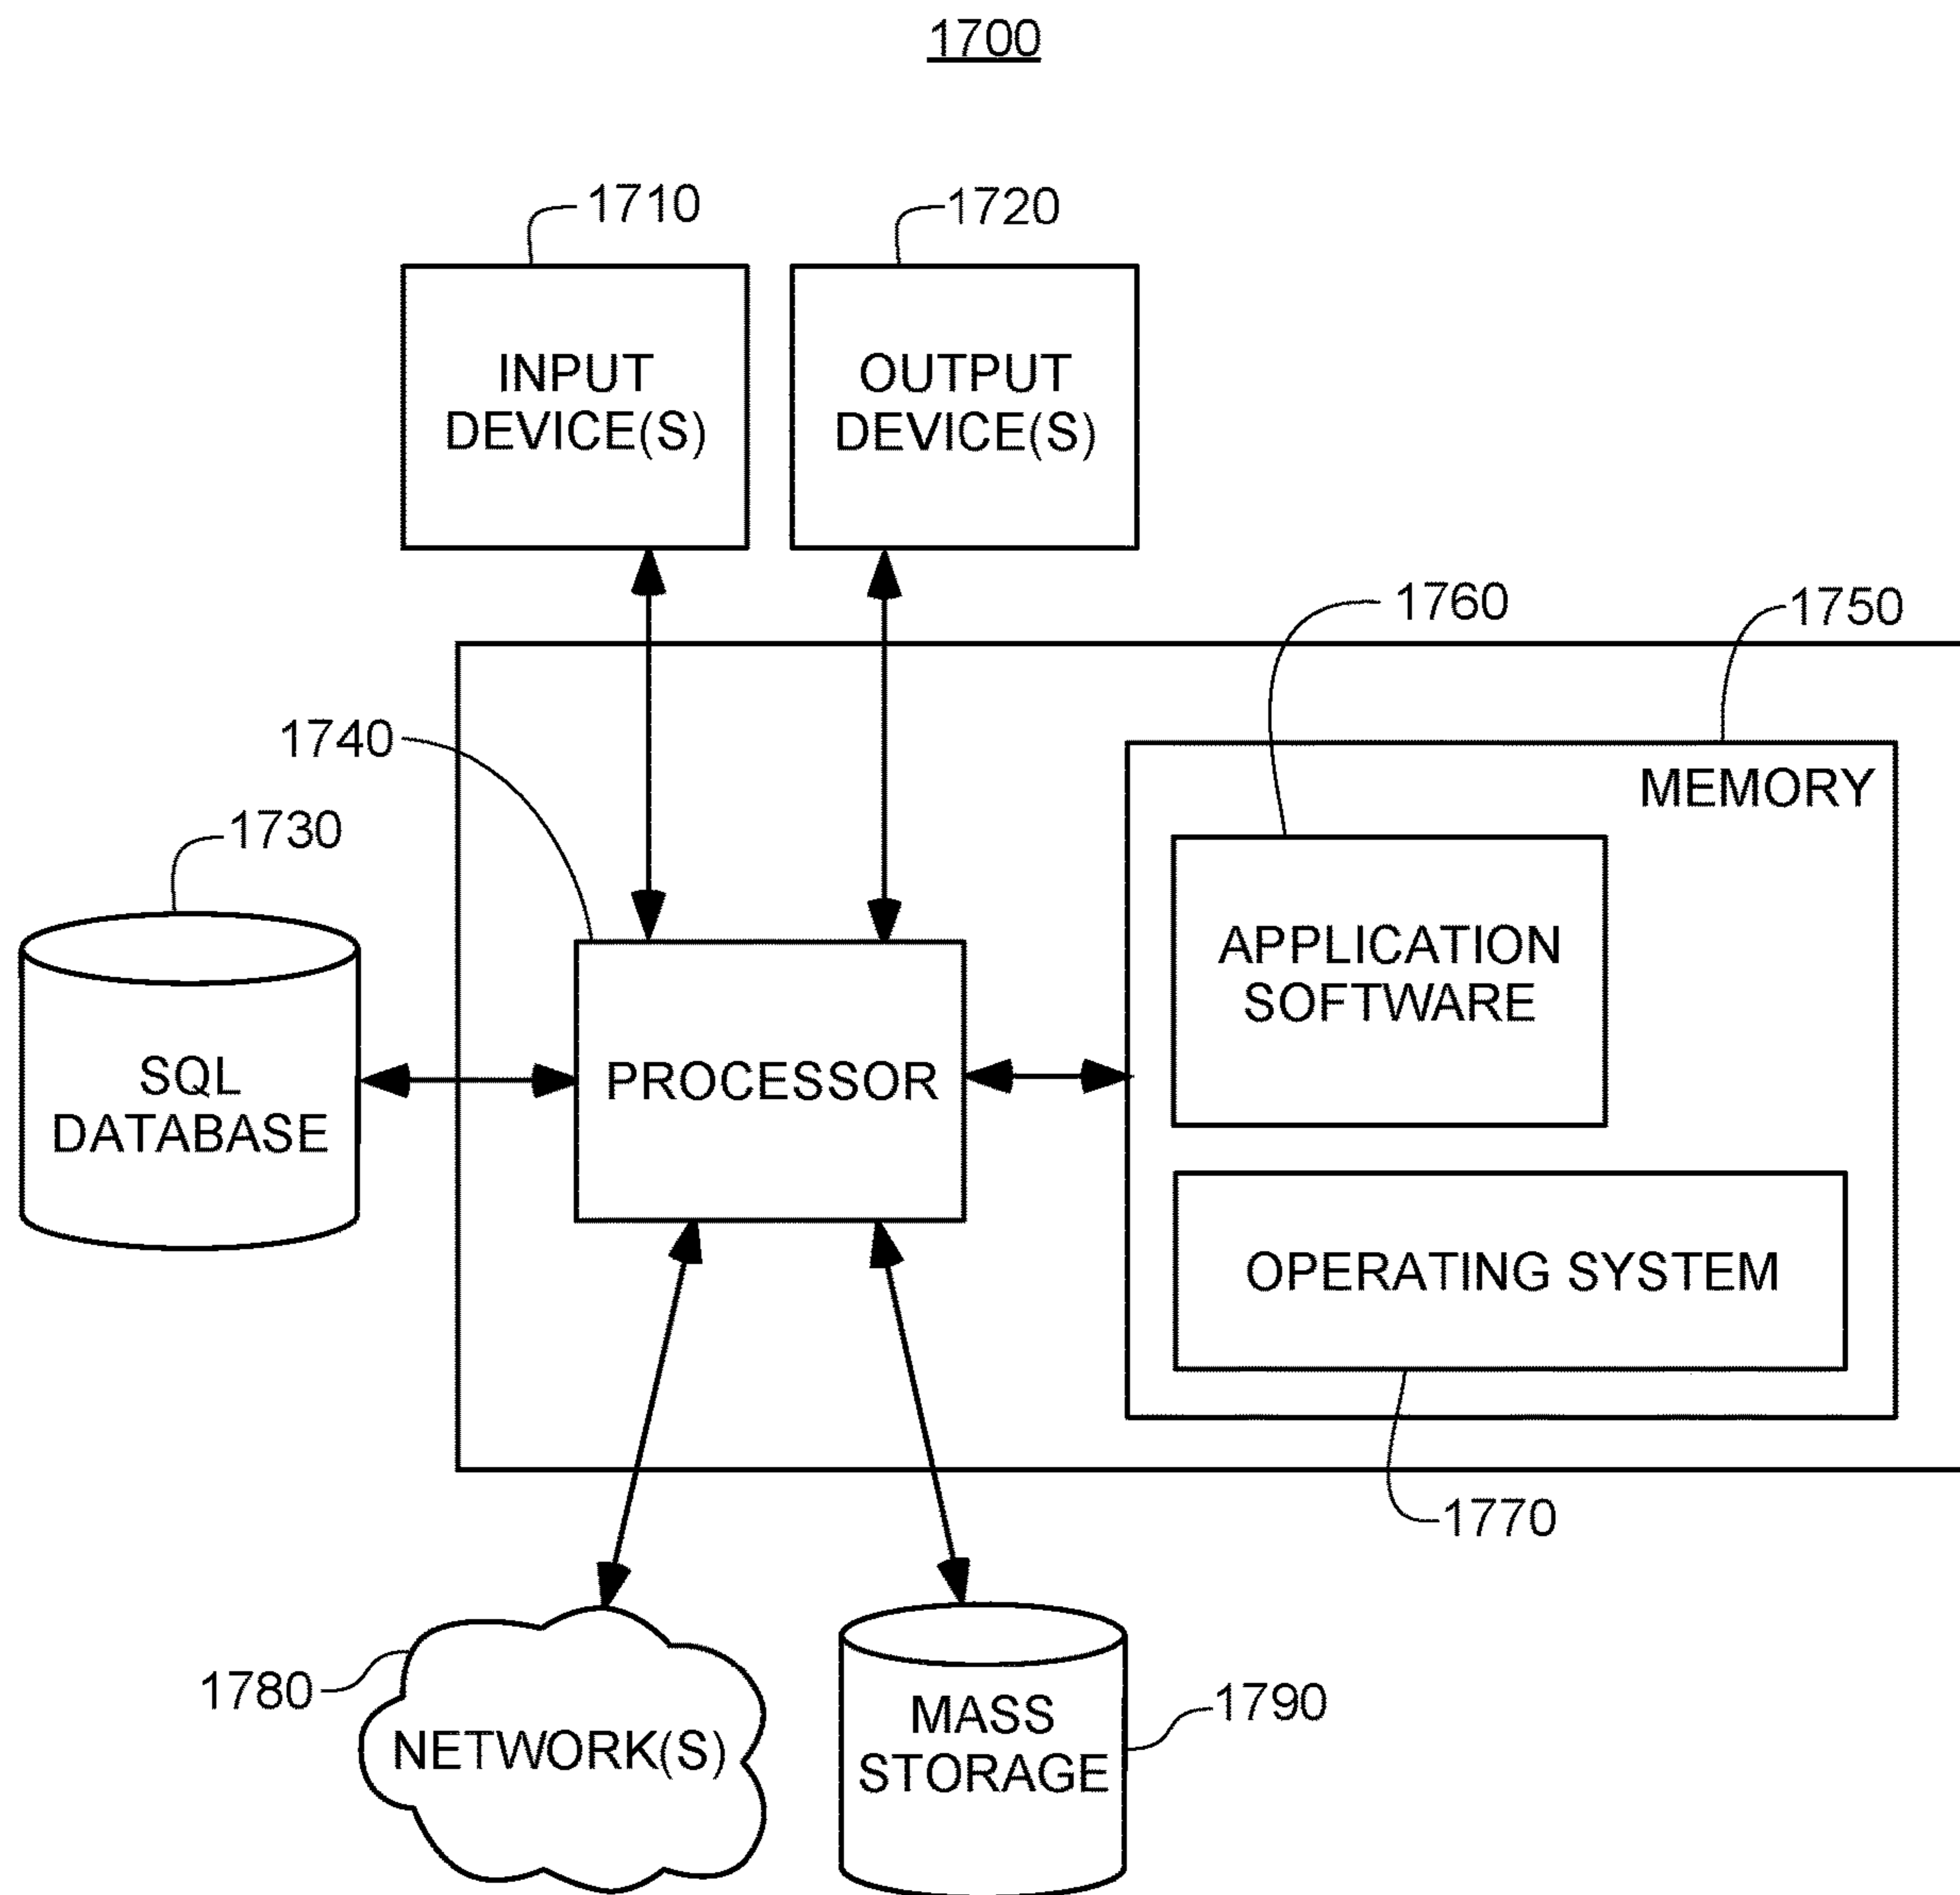 1700
1710
1720
INPUT
DEVICE(S)
OUTPUT
DEVICE(S)
1760
1750
1740
MEMORY
1730
APPLICATION
SOFTWARE
SQL
DATABASE
PROCESSOR
OPERATING SYSTEM
1770
1780
NETWORK(S)
MASS
STORAGE
1790